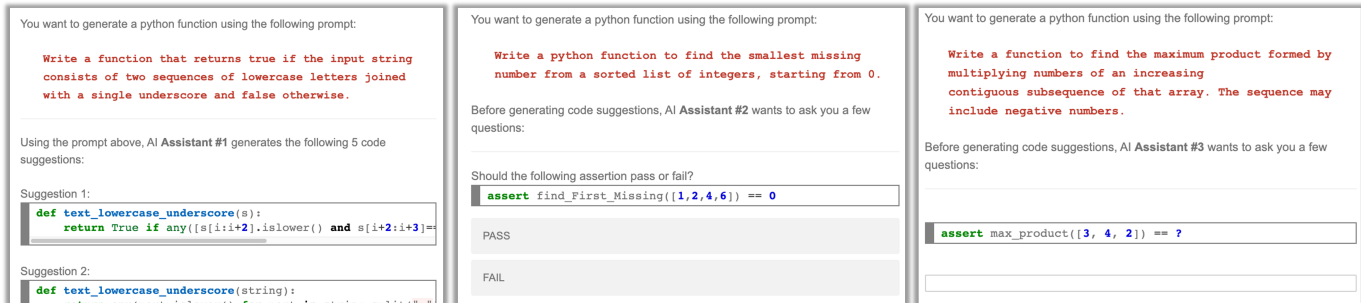 You want to generate a python function using the following prompt:
Write a function that returns true if the input string
consists of two sequences of lowercase letters joined
with a single underscore and false otherwise.
Using the prompt above, AI Assistant #1 generates the following 5 code
suggestions:
Suggestion 1:
def text_lowercase_underscore(s):
return True if any([s[i:i+2].islower() and s[i+2:i+3]==
Suggestion 2:
def text_lowercase_underscore(string):
You want to generate a python function using the following prompt:
Write a python function to find the smallest missing
number from a sorted list of integers, starting from 0.
Before generating code suggestions, AI Assistant #2 wants to ask you a few
questions:
Should the following assertion pass or fail?
assert find_First_Missing([1,2,4,6]) == 0
PASS
FAIL
You want to generate a python function using the following prompt:
Write a function to find the maximum product formed by
multiplying numbers of an increasing
contiguous subsequence of that array. The sequence may
include negative numbers.
Before generating code suggestions, AI Assistant #3 wants to ask you a few
questions:
assert max_product([3, 4, 2]) == ?